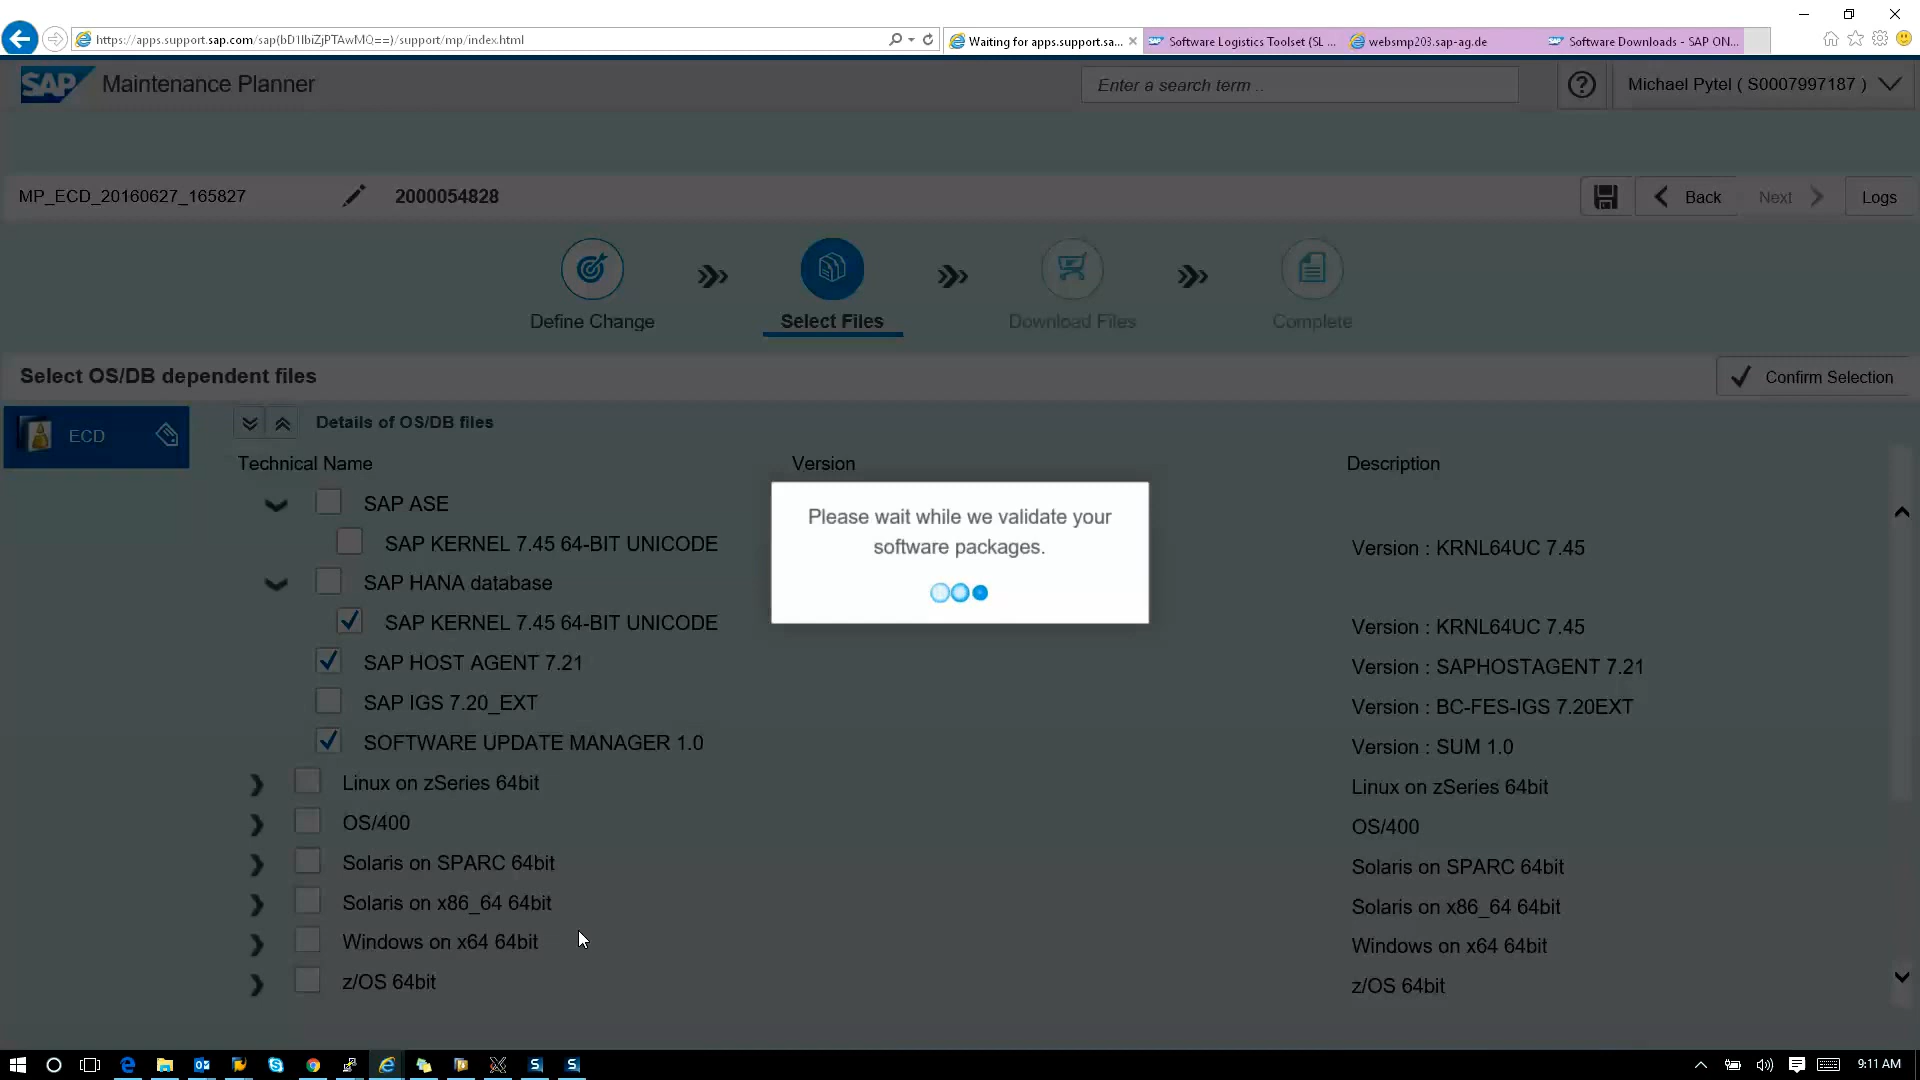 https://apps.support.sap.com/sap(bD1lbiZjPTAwMQ==)/support/mp/index.html
Waiting for apps.support.sa...
Software Logistics Toolset (SL ...
websmp203.sap-ag.de
Software Downloads - SAP ON...
SAP Maintenance Planner
Enter a search term ..
Michael Pytel ( S0007997187 )
MP_ECD_20160627_165827
2000054828
Back
Next
Logs
Define Change
Select Files
Download Files
Complete
Select OS/DB dependent files
Confirm Selection
ECD
Details of OS/DB files
Technical Name
Version
Description
SAP ASE
SAP KERNEL 7.45 64-BIT UNICODE
Version : KRNL64UC 7.45
SAP HANA database
SAP KERNEL 7.45 64-BIT UNICODE
Version : KRNL64UC 7.45
SAP HOST AGENT 7.21
Version : SAPHOSTAGENT 7.21
SAP IGS 7.20_EXT
Version : BC-FES-IGS 7.20EXT
SOFTWARE UPDATE MANAGER 1.0
Version : SUM 1.0
Linux on zSeries 64bit
Linux on zSeries 64bit
OS/400
OS/400
Solaris on SPARC 64bit
Solaris on SPARC 64bit
Solaris on x86_64 64bit
Solaris on x86_64 64bit
Windows on x64 64bit
Windows on x64 64bit
z/OS 64bit
z/OS 64bit
Please wait while we validate your
software packages.
9:11 AM